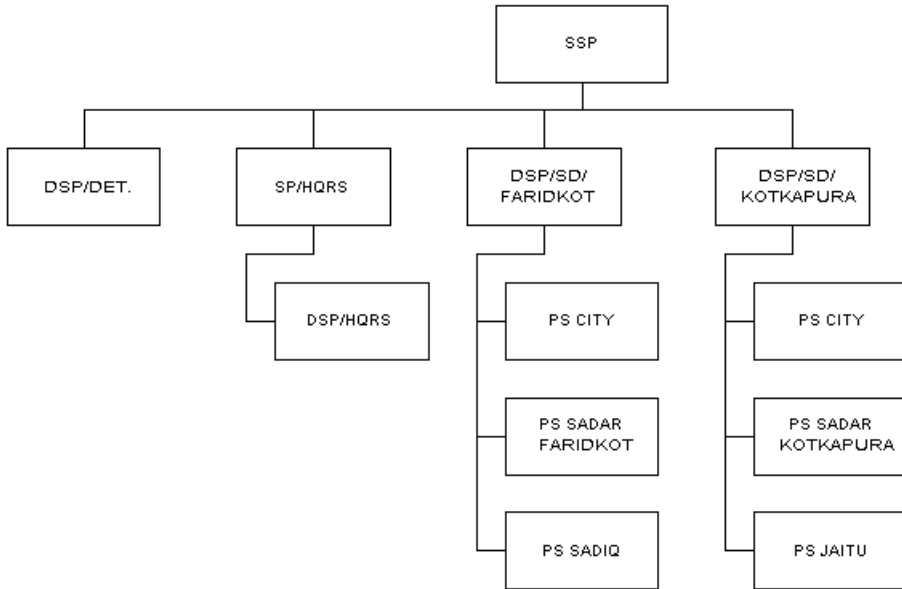 SSP
DSP/DET.
SP/HQRS
DSP/SD/
FARIDKOT
DSP/SD/
KOTKAPURA
DSP/HQRS
PS CITY
PS CITY
PS SADAR
FARIDKOT
PS SADAR
KOTKAPURA
PS SADIQ
PS JAITU